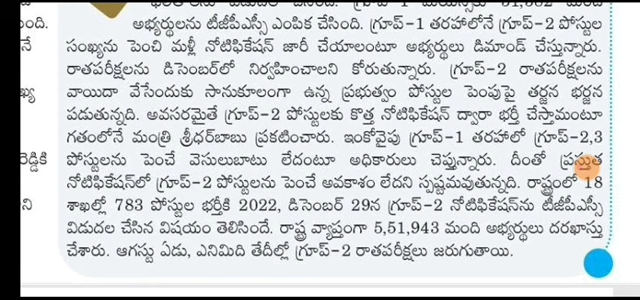 అభ్యర్థులను టీజీపీఎస్సీ ఎంపిక చేసింది. గ్రూప్-1 తరహాలోనే గ్రూప్-2 పోస్టుల
సంఖ్యను పెంచి మళ్లీ నోటిఫికేషన్ జారీ చేయాలంటూ అభ్యర్థులు డిమాండ్ చేస్తున్నారు.
రాతపరీక్షలను డిసెంబర్‌లో నిర్వహించాలని కోరుతున్నారు. గ్రూప్-2 రాతపరీక్షలను
వాయిదా వేసేందుకు సానుకూలంగా ఉన్న ప్రభుత్వం పోస్టుల పెంపుపై తర్జన భర్జన
పడుతున్నది. అవసరమైతే గ్రూప్-2 పోస్టులకు కొత్త నోటిఫికేషన్ ద్వారా భర్తీ చేస్తామంటూ
గతంలోనే మంత్రి శ్రీధర్‌బాబు ప్రకటించారు. ఇంకోవైపు గ్రూప్-1 తరహాలో గ్రూప్-2,3
పోస్టులను పెంచే వెసులుబాటు లేదంటూ అధికారులు చెప్తున్నారు. దీంతో ప్రస్తుత
నోటిఫికేషన్‌లో గ్రూప్-2 పోస్టులను పెంచే అవకాశం లేదని స్పష్టమవుతున్నది. రాష్ట్రంలో 18
శాఖల్లో 783 పోస్టుల భర్తీకి 2022, డిసెంబర్ 29న గ్రూప్-2 నోటిఫికేషన్‌ను టీజీపీఎస్సీ
విడుదల చేసిన విషయం తెలిసిందే. రాష్ట్ర వ్యాప్తంగా 5,51,943 మంది అభ్యర్థులు దరఖాస్తు
చేశారు. ఆగస్టు ఏడు, ఎనిమిది తేదీల్లో గ్రూప్-2 రాతపరీక్షలు జరుగుతాయి.